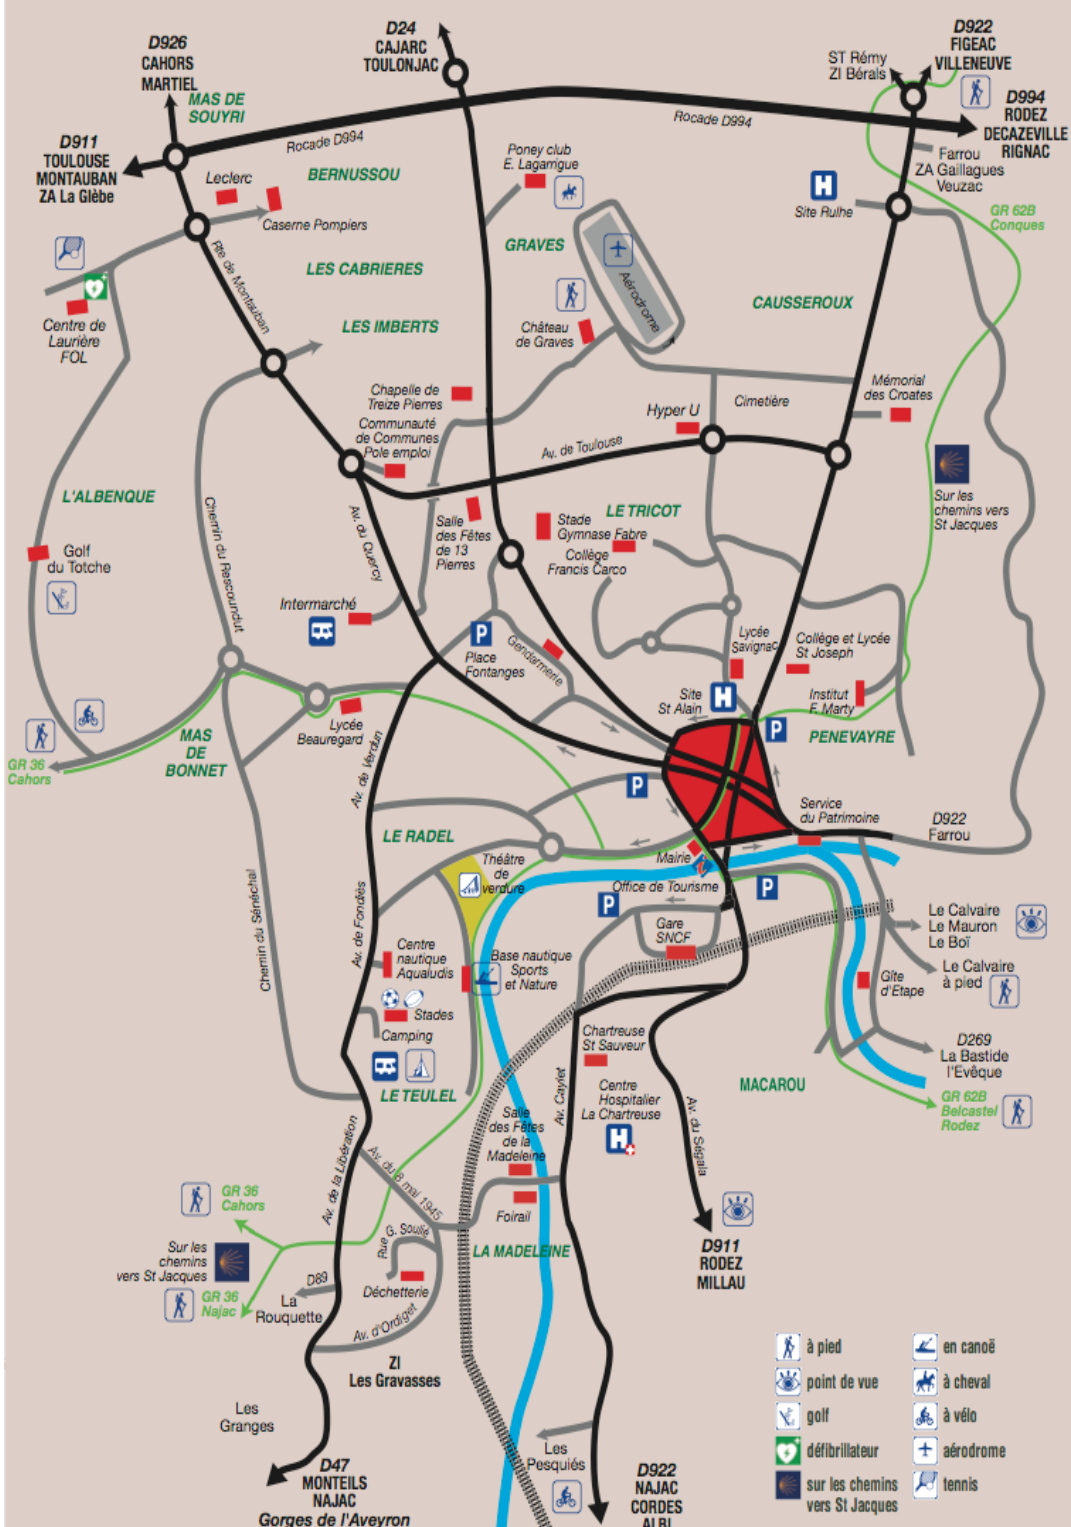 D926
CAHORS
MARTIEL
D24
CAJARC
TOULONJAC
D922
FIGEAC
VILLENEUVE
ST Rémy
ZI Bérals
MAS DE
SOUYRI
D994
RODEZ
DECAZEVILLE
RIGNAC
Rocade D994
Rocade D994
D911
TOULOUSE
MONTAUBAN
ZA La Glèbe
Leclerc
BERNUSSOU
Caserne Pompiers
Poney club
E. Lagarrigue
Farrou
ZA Gaillagues
Veuzac
H
Site Rulhe
GR 62B
Conques
GRAVES
Aérodrome
LES CABRIERES
Rte de Montauban
CAUSSEROUX
Centre de
Laurière
FOL
LES IMBERTS
Château
de Graves
Chapelle de
Treize Pierres
Communauté
de Communes
Pole emploi
Hyper U
Cimetière
Mémorial
des Croates
Av. de Toulouse
L'ALBENQUE
Chemin du Rescoundut
Av. du Quercy
Salle
des Fêtes
de 13
Pierres
Stade
Gymnase Fabre
LE TRICOT
Collège
Francis Carco
Sur les
chemins vers
St Jacques
Golf
du Totche
Intermarché
P
Place
Fontanges
Gendarmerie
Lycée
Savignac
Collège et Lycée
St Joseph
Site
St Alain
H
Institut
F. Marty
P
PENEVAYRE
Lycée
Beauregard
MAS
DE
BONNET
GR 36
Cahors
Av. de Verdun
P
Service
du Patrimoine
D922
Farrou
LE RADEL
Théâtre
de
verdure
Mairie
Office de Tourisme
P
P
Chemin du Sénéchal
Av. de Fondiès
Centre
nautique
Aqualudis
Base nautique
Sports
et Nature
Gare
SNCF
Le Calvaire
Le Mauron
Le Boï
Le Calvaire
à pied
Gîte
d'Etape
Stades
Camping
LE TEULEL
Chartreuse
St Sauveur
Centre
Hospitalier
La Chartreuse
H
Av. Cayiet
Av. du Ségala
MACAROU
D269
La Bastide
l'Evêque
GR 62B
Belcastel
Rodez
Salle
des Fêtes
de la
Madeleine
Foirail
LA MADELEINE
Av. de la Libération
Av. du 8 mai 1945
Rue G. Soulié
Déchetterie
Av. d'Ordiget
GR 36
Cahors
Sur les
chemins
vers St Jacques
GR 36
Najac
D89
La
Rouquette
D911
RODEZ
MILLAU
ZI
Les Gravasses
Les
Granges
D47
MONTEILS
NAJAC
Gorges de l'Aveyron
Les
Pesquiés
D922
NAJAC
CORDES
ALBI
à pied
point de vue
golf
défibrillateur
sur les chemins
vers St Jacques
en canoë
à cheval
à vélo
aérodrome
tennis